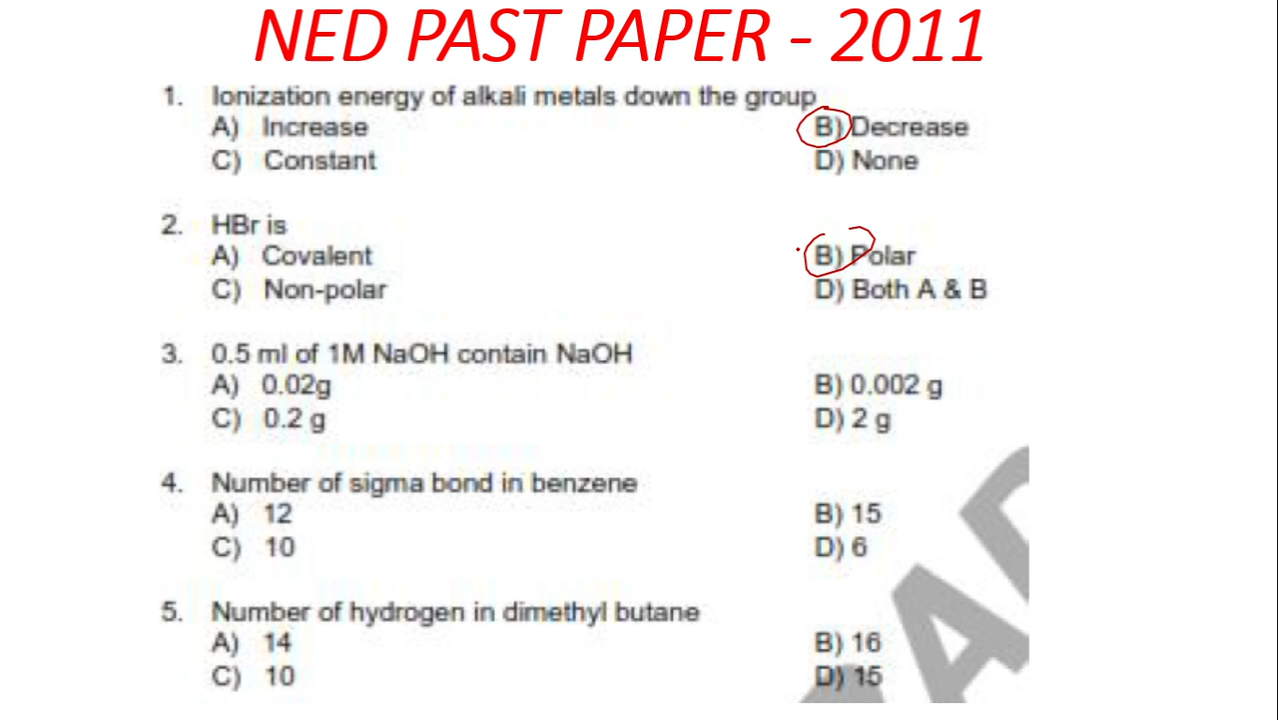 NED PAST PAPER - 2011
1. Ionization energy of alkali metals down the group
A) Increase B) Decrease
C) Constant D) None
2. HBr is
A) Covalent B) Polar
C) Non-polar D) Both A & B
3. 0.5 ml of 1M NaOH contain NaOH
A) 0.02g B) 0.002 g
C) 0.2 g D) 2 g
4. Number of sigma bond in benzene
A) 12 B) 15
C) 10 D) 6
5. Number of hydrogen in dimethyl butane
A) 14 B) 16
C) 10 D) 15